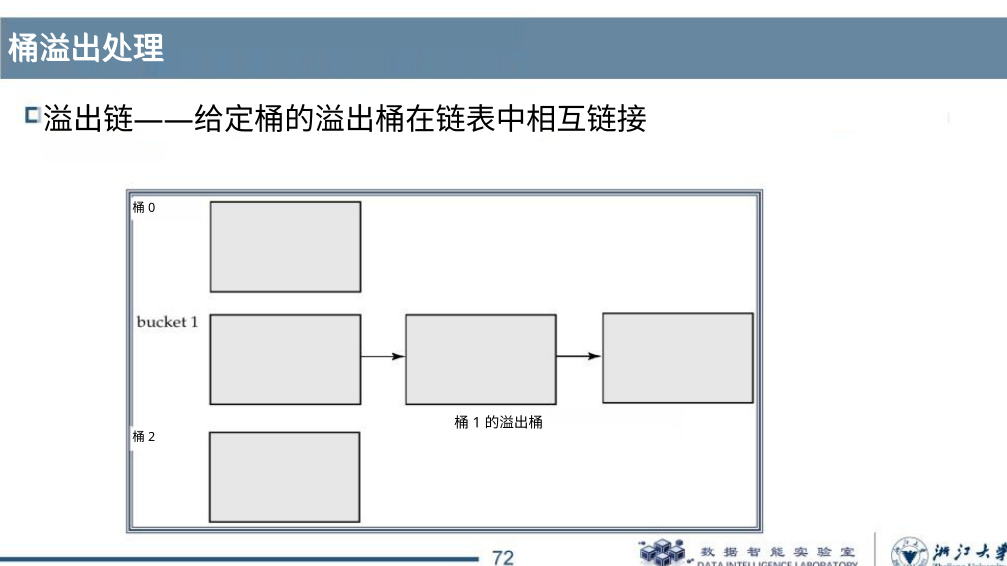 桶溢出处理
溢出链——给定桶的溢出桶在链表中相互链接
桶 0
bucket 1
桶 1 的溢出桶
桶 2
72
数据智能实验室
DATA INTELLIGENCE LABORATORY
浙江大学